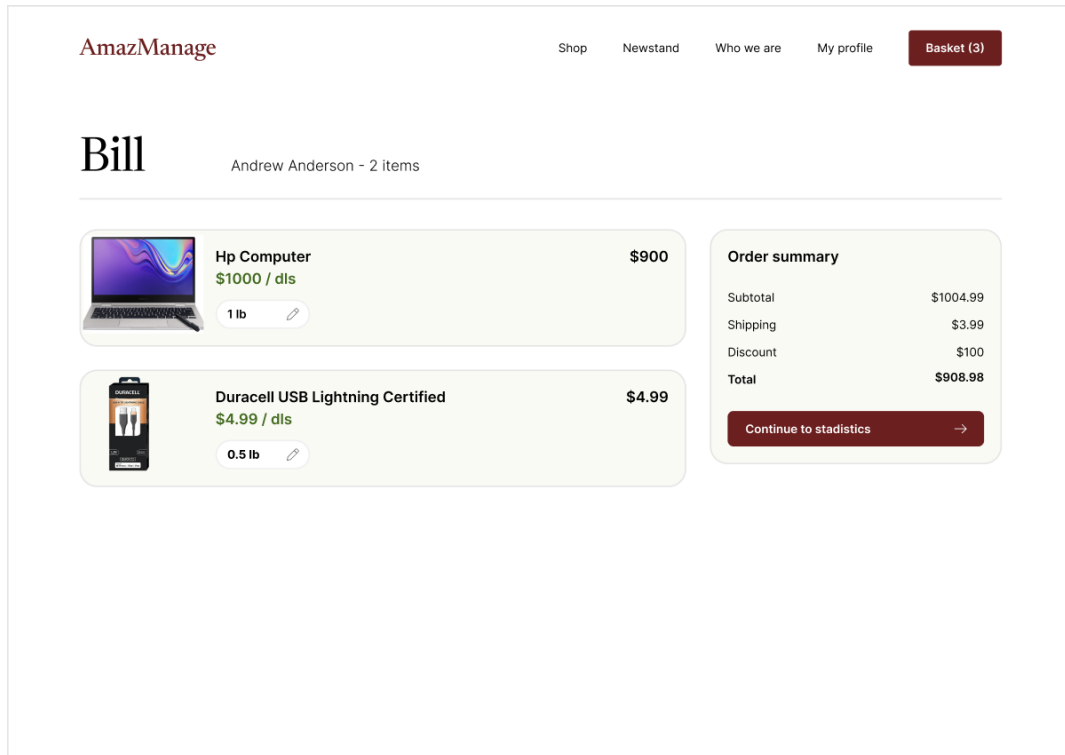 AmazManage
Shop Newstand Who we are My profile Basket (3)
Bill Andrew Anderson - 2 items
Hp Computer $900
$1000 / dls
1 lb
DURACELL
Duracell USB Lightning Certified $4.99
$4.99 / dls
0.5 lb
Order summary
Subtotal $1004.99
Shipping $3.99
Discount $100
Total $908.98
Continue to stadistics